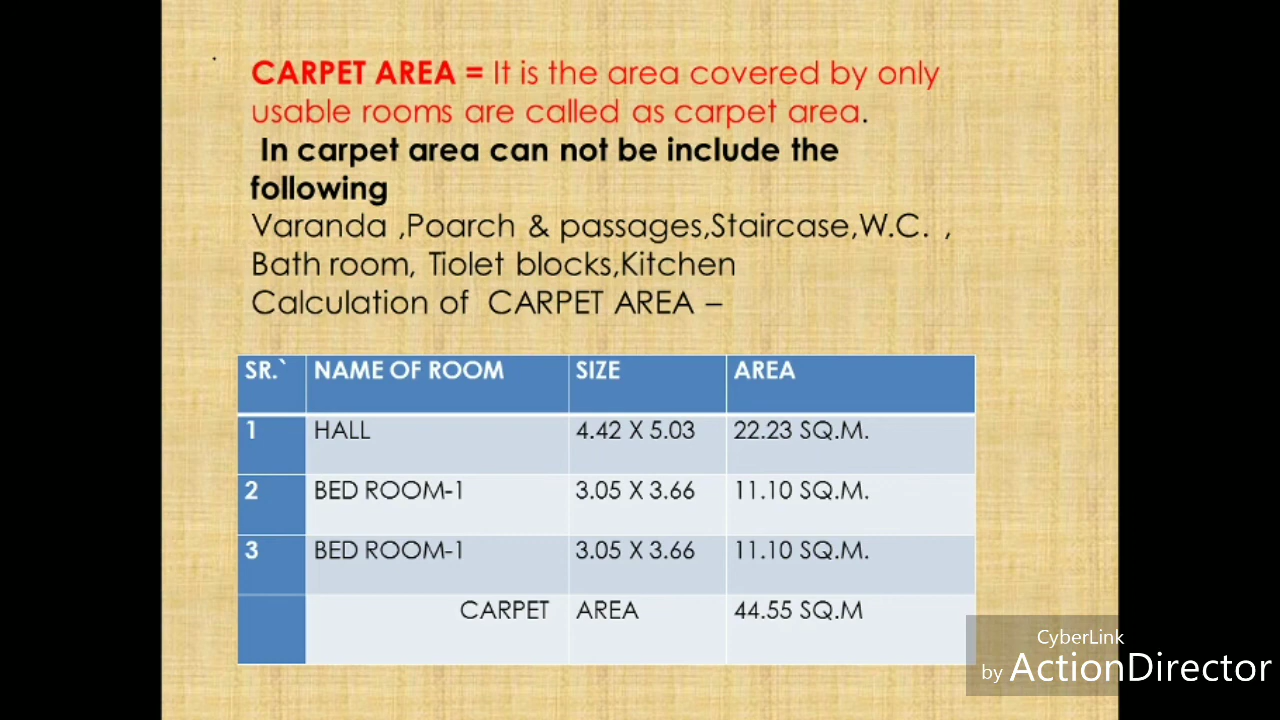 CARPET AREA = It is the area covered by only
usable rooms are called as carpet area.
In carpet area can not be include the
following
Varanda ,Poarch & passages,Staircase,W.C. ,
Bath room, Tiolet blocks,Kitchen
Calculation of CARPET AREA –
SR.` NAME OF ROOM SIZE AREA
1 HALL 4.42 X 5.03 22.23 SQ.M.
2 BED ROOM-1 3.05 X 3.66 11.10 SQ.M.
3 BED ROOM-1 3.05 X 3.66 11.10 SQ.M.
CARPET AREA 44.55 SQ.M
CyberLink
by ActionDirector